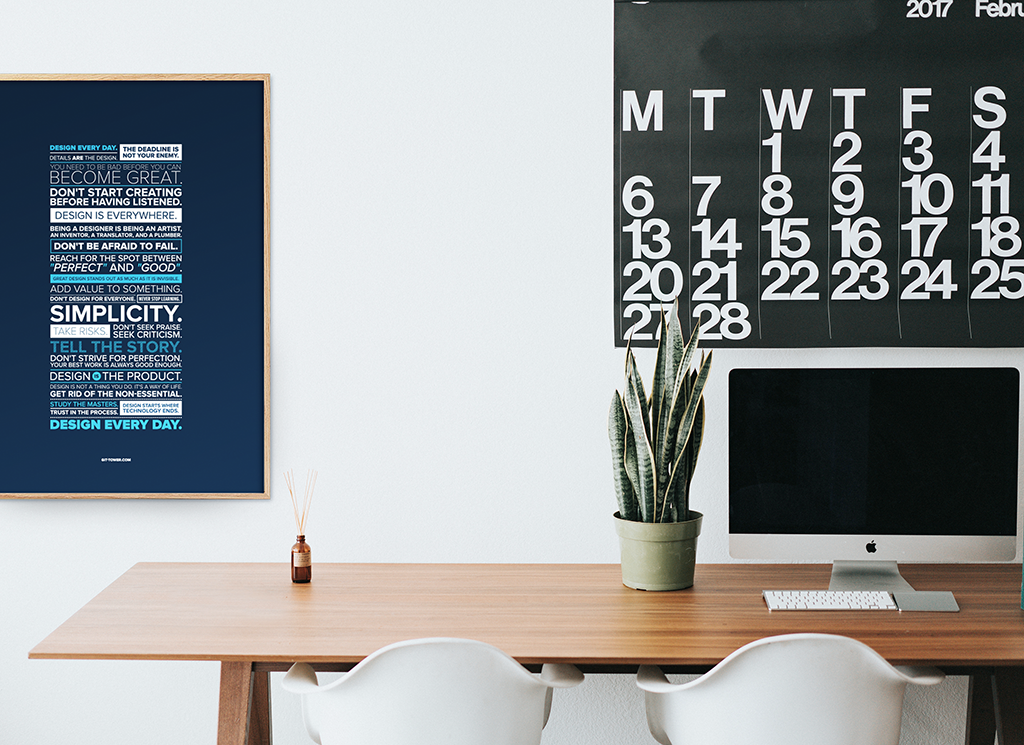 DESIGN EVERY DAY.
THE DEADLINE IS
NOT YOUR ENEMY.
DETAILS ARE THE DESIGN.
YOU NEED TO BE BAD BEFORE YOU CAN
BECOME GREAT.
DON'T START CREATING
BEFORE HAVING LISTENED.
DESIGN IS EVERYWHERE.
BEING A DESIGNER IS BEING AN ARTIST,
AN INVENTOR, A TRANSLATOR, AND A PLUMBER.
DON'T BE AFRAID TO FAIL.
REACH FOR THE SPOT BETWEEN
"PERFECT" AND "GOOD".
GREAT DESIGN STANDS OUT AS MUCH AS IT IS INVISIBLE.
ADD VALUE TO SOMETHING.
DON'T DESIGN FOR EVERYONE. NEVER STOP LEARNING.
SIMPLICITY.
TAKE RISKS.
DON'T SEEK PRAISE.
SEEK CRITICISM.
TELL THE STORY.
DON'T STRIVE FOR PERFECTION.
YOUR BEST WORK IS ALWAYS GOOD ENOUGH.
DESIGN IS THE PRODUCT.
DESIGN IS NOT A THING YOU DO. IT'S A WAY OF LIFE.
GET RID OF THE NON-ESSENTIAL.
STUDY THE MASTERS.
TRUST IN THE PROCESS.
DESIGN STARTS WHERE
TECHNOLOGY ENDS.
DESIGN EVERY DAY.
2017 Febru
M T W T F S
1 2 3 4
6 7 8 9 10 11
13 14 15 16 17 18
20 21 22 23 24 25
27 28